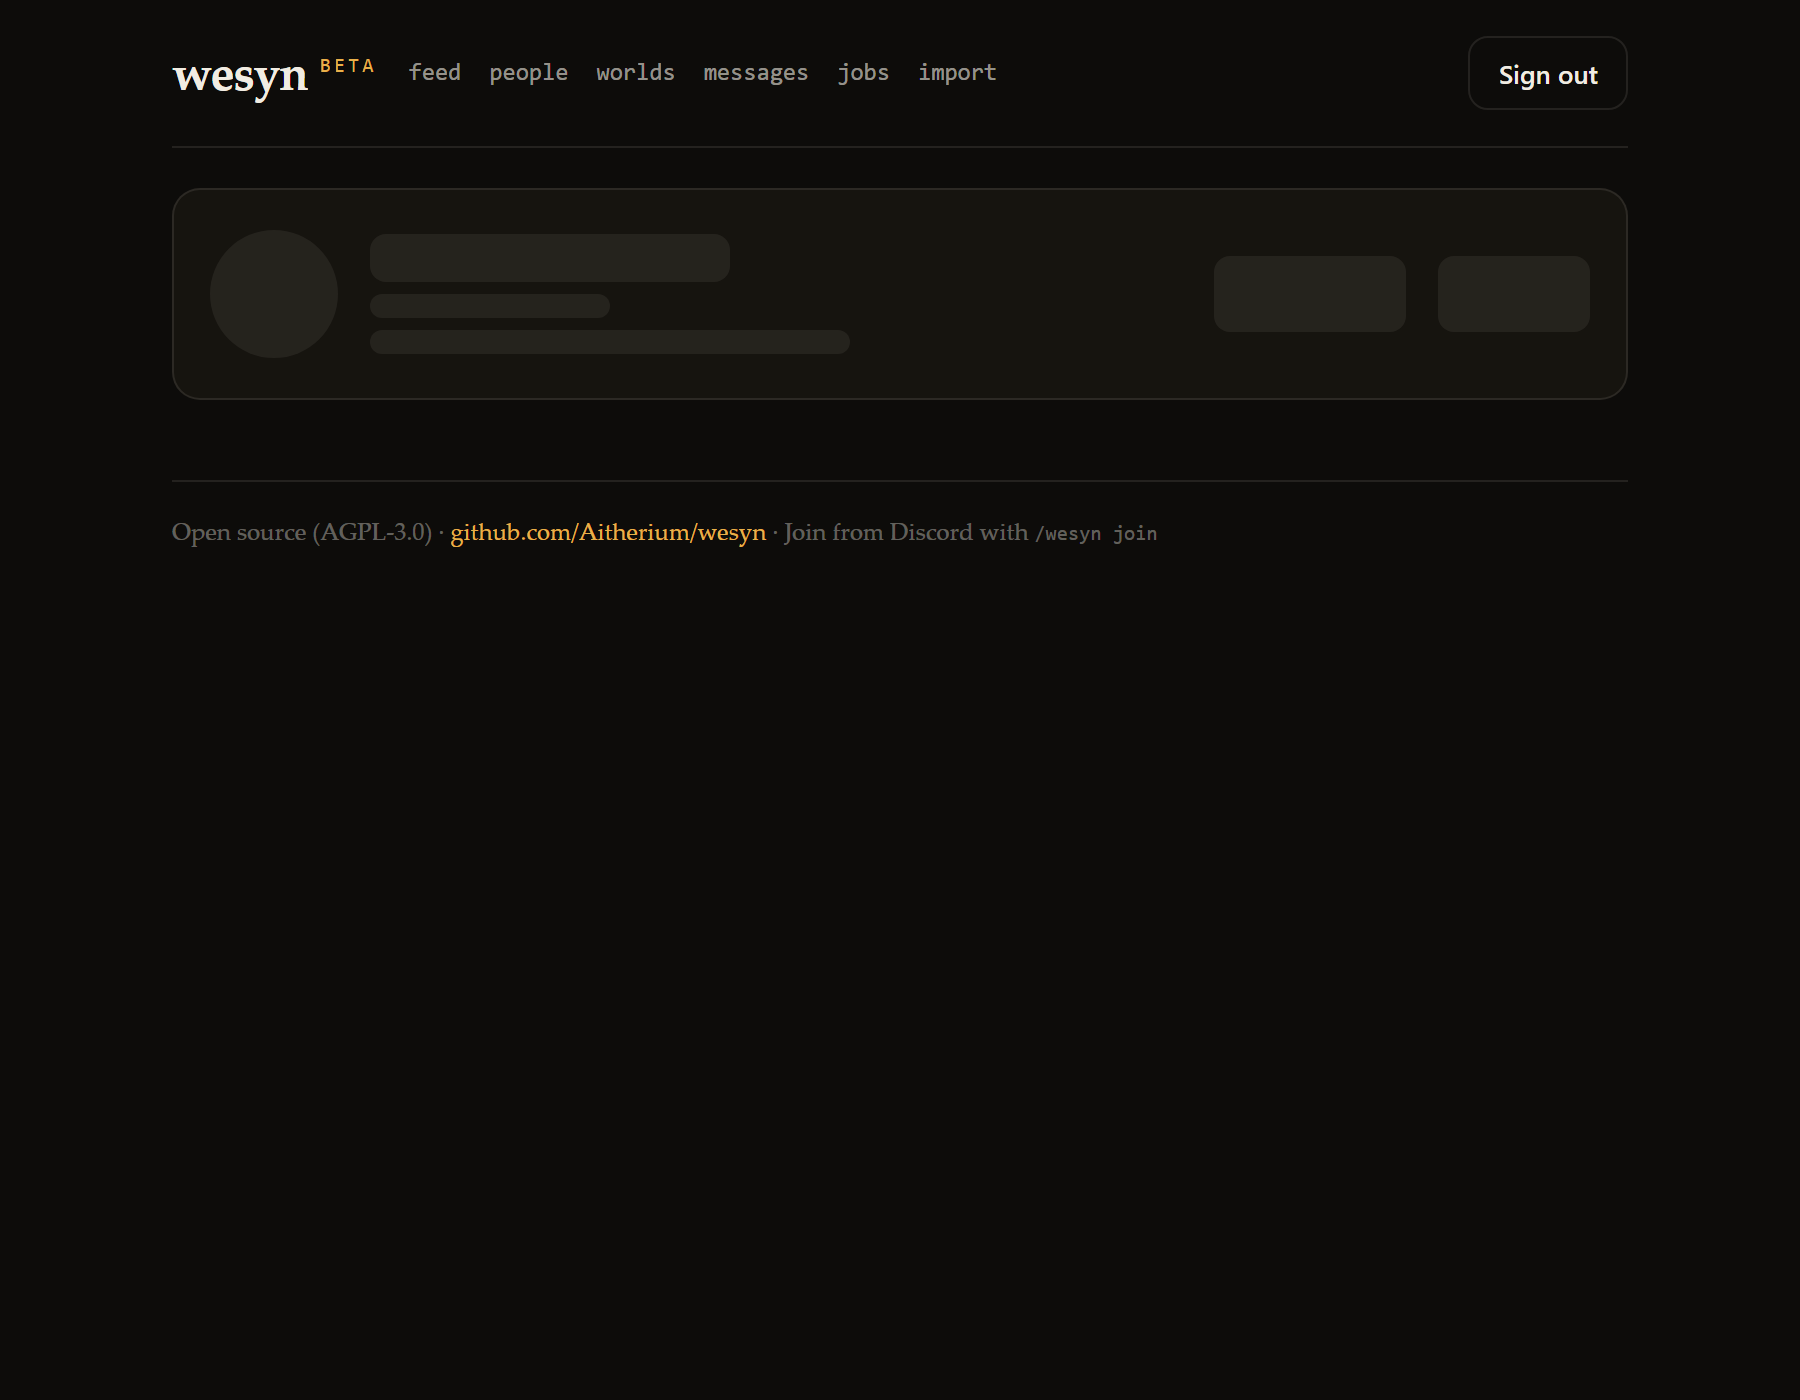 wesyn BETA feed people worlds messages jobs import Sign out
Open source (AGPL-3.0) · github.com/Aitherium/wesyn · Join from Discord with /wesyn join